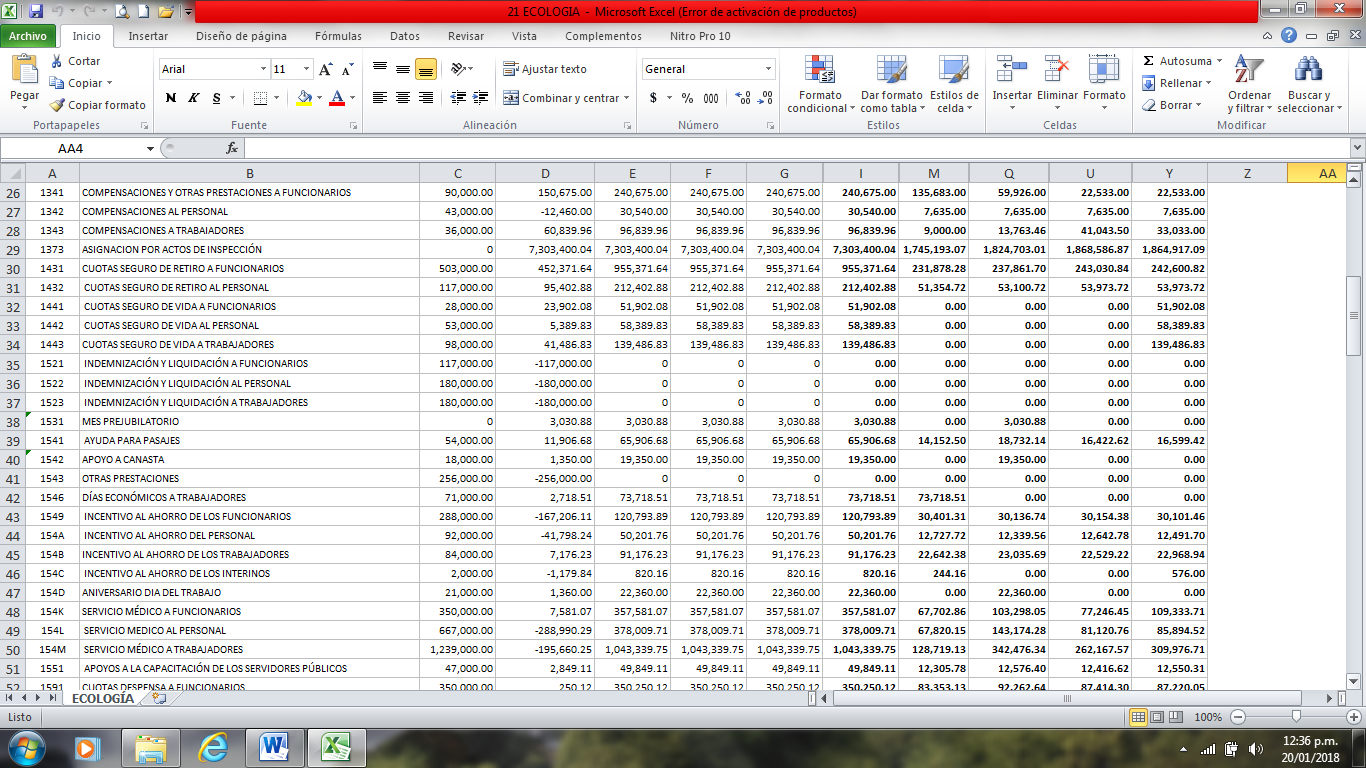 21 ECOLOGIA - Microsoft Excel (Error de activación de productos)
Archivo Inicio Insertar Diseño de página Fórmulas Datos Revisar Vista Complementos Nitro Pro 10
Pegar
Cortar
Copiar
Copiar formato
Portapapeles
Arial 11
N K S
Fuente
Ajustar texto
Combinar y centrar
Alineación
General
$ % 000
Número
Formato condicional
Dar formato como tabla
Estilos de celda
Estilos
Insertar Eliminar Formato
Celdas
Autosuma
Rellenar
Borrar
Ordenar y filtrar
Buscar y seleccionar
Modificar
AA4 fx
A B C D E F G I M Q U Y Z AA
26 1341 COMPENSACIONES Y OTRAS PRESTACIONES A FUNCIONARIOS 90,000.00 150,675.00 240,675.00 240,675.00 240,675.00 240,675.00 135,683.00 59,926.00 22,533.00 22,533.00
27 1342 COMPENSACIONES AL PERSONAL 43,000.00 -12,460.00 30,540.00 30,540.00 30,540.00 30,540.00 7,635.00 7,635.00 7,635.00 7,635.00
28 1343 COMPENSACIONES A TRABAJADORES 36,000.00 60,839.96 96,839.96 96,839.96 96,839.96 96,839.96 9,000.00 13,763.46 41,043.50 33,033.00
29 1373 ASIGNACION POR ACTOS DE INSPECCIÓN 0 7,303,400.04 7,303,400.04 7,303,400.04 7,303,400.04 7,303,400.04 1,745,193.07 1,824,703.01 1,868,586.87 1,864,917.09
30 1431 CUOTAS SEGURO DE RETIRO A FUNCIONARIOS 503,000.00 452,371.64 955,371.64 955,371.64 955,371.64 955,371.64 231,878.28 237,861.70 243,030.84 242,600.82
31 1432 CUOTAS SEGURO DE RETIRO AL PERSONAL 117,000.00 95,402.88 212,402.88 212,402.88 212,402.88 212,402.88 51,354.72 53,100.72 53,973.72 53,973.72
32 1441 CUOTAS SEGURO DE VIDA A FUNCIONARIOS 28,000.00 23,902.08 51,902.08 51,902.08 51,902.08 51,902.08 0.00 0.00 0.00 51,902.08
33 1442 CUOTAS SEGURO DE VIDA AL PERSONAL 53,000.00 5,389.83 58,389.83 58,389.83 58,389.83 58,389.83 0.00 0.00 0.00 58,389.83
34 1443 CUOTAS SEGURO DE VIDA A TRABAJADORES 98,000.00 41,486.83 139,486.83 139,486.83 139,486.83 139,486.83 0.00 0.00 0.00 139,486.83
35 1521 INDEMNIZACIÓN Y LIQUIDACIÓN A FUNCIONARIOS 117,000.00 -117,000.00 0 0 0 0.00 0.00 0.00 0.00 0.00
36 1522 INDEMNIZACIÓN Y LIQUIDACIÓN AL PERSONAL 180,000.00 -180,000.00 0 0 0 0.00 0.00 0.00 0.00 0.00
37 1523 INDEMNIZACIÓN Y LIQUIDACIÓN A TRABAJADORES 180,000.00 -180,000.00 0 0 0 0.00 0.00 0.00 0.00 0.00
38 1531 MES PREJUBILATORIO 0 3,030.88 3,030.88 3,030.88 3,030.88 3,030.88 0.00 3,030.88 0.00 0.00
39 1541 AYUDA PARA PASAJES 54,000.00 11,906.68 65,906.68 65,906.68 65,906.68 65,906.68 14,152.50 18,732.14 16,422.62 16,599.42
40 1542 APOYO A CANASTA 18,000.00 1,350.00 19,350.00 19,350.00 19,350.00 19,350.00 0.00 19,350.00 0.00 0.00
41 1543 OTRAS PRESTACIONES 256,000.00 -256,000.00 0 0 0 0.00 0.00 0.00 0.00 0.00
42 1546 DÍAS ECONÓMICOS A TRABAJADORES 71,000.00 2,718.51 73,718.51 73,718.51 73,718.51 73,718.51 73,718.51 0.00 0.00 0.00
43 1549 INCENTIVO AL AHORRO DE LOS FUNCIONARIOS 288,000.00 -167,206.11 120,793.89 120,793.89 120,793.89 120,793.89 30,401.31 30,136.74 30,154.38 30,101.46
44 154A INCENTIVO AL AHORRO DEL PERSONAL 92,000.00 -41,798.24 50,201.76 50,201.76 50,201.76 50,201.76 12,727.72 12,339.56 12,642.78 12,491.70
45 154B INCENTIVO AL AHORRO DE LOS TRABAJADORES 84,000.00 7,176.23 91,176.23 91,176.23 91,176.23 91,176.23 22,642.38 23,035.69 22,529.22 22,968.94
46 154C INCENTIVO AL AHORRO DE LOS INTERINOS 2,000.00 -1,179.84 820.16 820.16 820.16 820.16 244.16 0.00 0.00 576.00
47 154D ANIVERSARIO DIA DEL TRABAJO 21,000.00 1,360.00 22,360.00 22,360.00 22,360.00 22,360.00 0.00 22,360.00 0.00 0.00
48 154K SERVICIO MÉDICO A FUNCIONARIOS 350,000.00 7,581.07 357,581.07 357,581.07 357,581.07 357,581.07 67,702.86 103,298.05 77,246.45 109,333.71
49 154L SERVICIO MEDICO AL PERSONAL 667,000.00 -288,990.29 378,009.71 378,009.71 378,009.71 378,009.71 67,820.15 143,174.28 81,120.76 85,894.52
50 154M SERVICIO MÉDICO A TRABAJADORES 1,239,000.00 -195,660.25 1,043,339.75 1,043,339.75 1,043,339.75 1,043,339.75 128,719.13 342,476.34 262,167.57 309,976.71
51 1551 APOYOS A LA CAPACITACIÓN DE LOS SERVIDORES PÚBLICOS 47,000.00 2,849.11 49,849.11 49,849.11 49,849.11 49,849.11 12,305.78 12,576.40 12,416.62 12,550.31
52 1591 CUOTAS DESPENSA A FUNCIONARIOS 350,000.00 250.12 350,250.12 350,250.12 350,250.12 350,250.12 83,353.13 92,262.64 87,414.30 87,220.05
ECOLOGÍA
Listo 100%
12:36 p.m.
20/01/2018